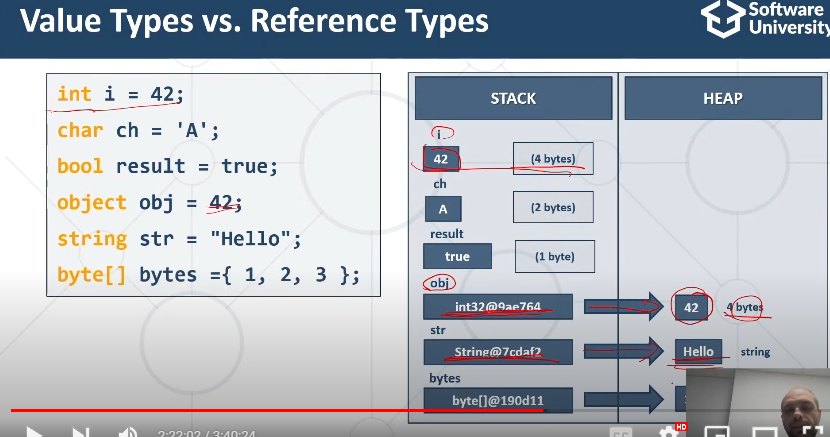 Value Types vs. Reference Types
Software
University
int i = 42;
char ch = 'A';
bool result = true;
object obj = 42;
string str = "Hello";
byte[] bytes ={ 1, 2, 3 };
STACK
HEAP
i
42
(4 bytes)
ch
A
(2 bytes)
result
true
(1 byte)
obj
int32@9ae764
42
4 bytes
str
String@7cdaf2
Hello
string
bytes
byte[]@190d11
2:22:02 / 3:40:24
CC
HD